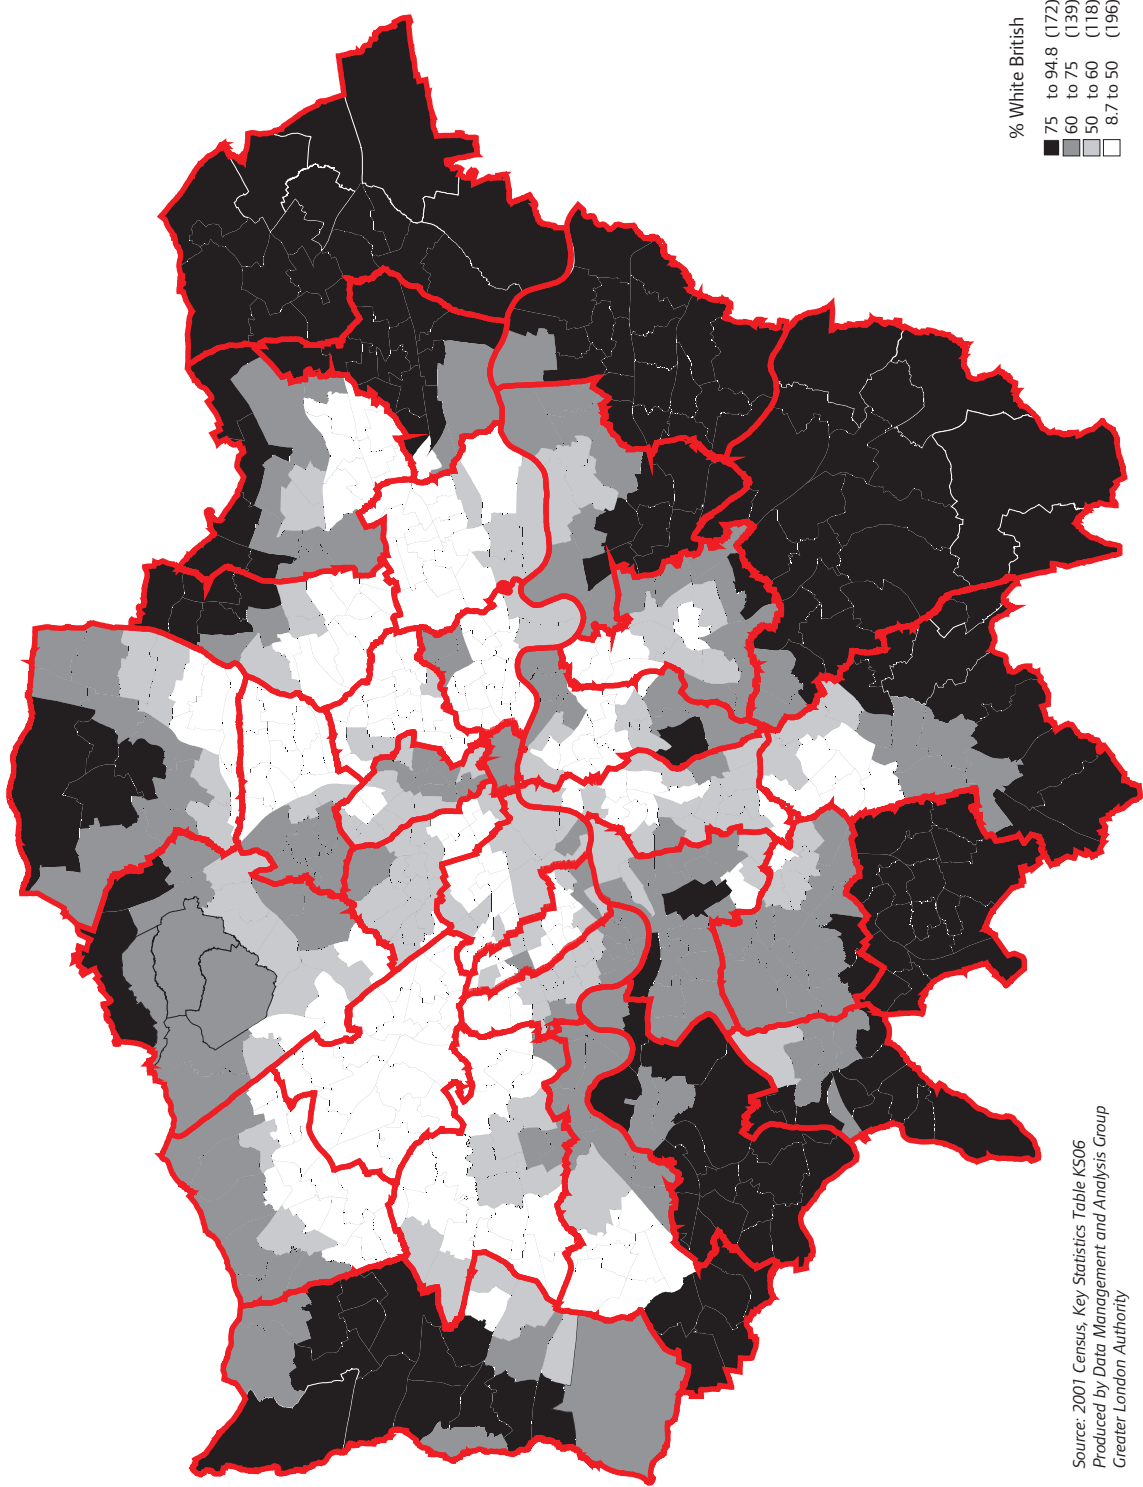 % White British
75 to 94.8 (172)
60 to 75 (139)
50 to 60 (118)
8.7 to 50 (196)
Source: 2001 Census, Key Statistics Table KS06
Produced by Data Management and Analysis Group
Greater London Authority